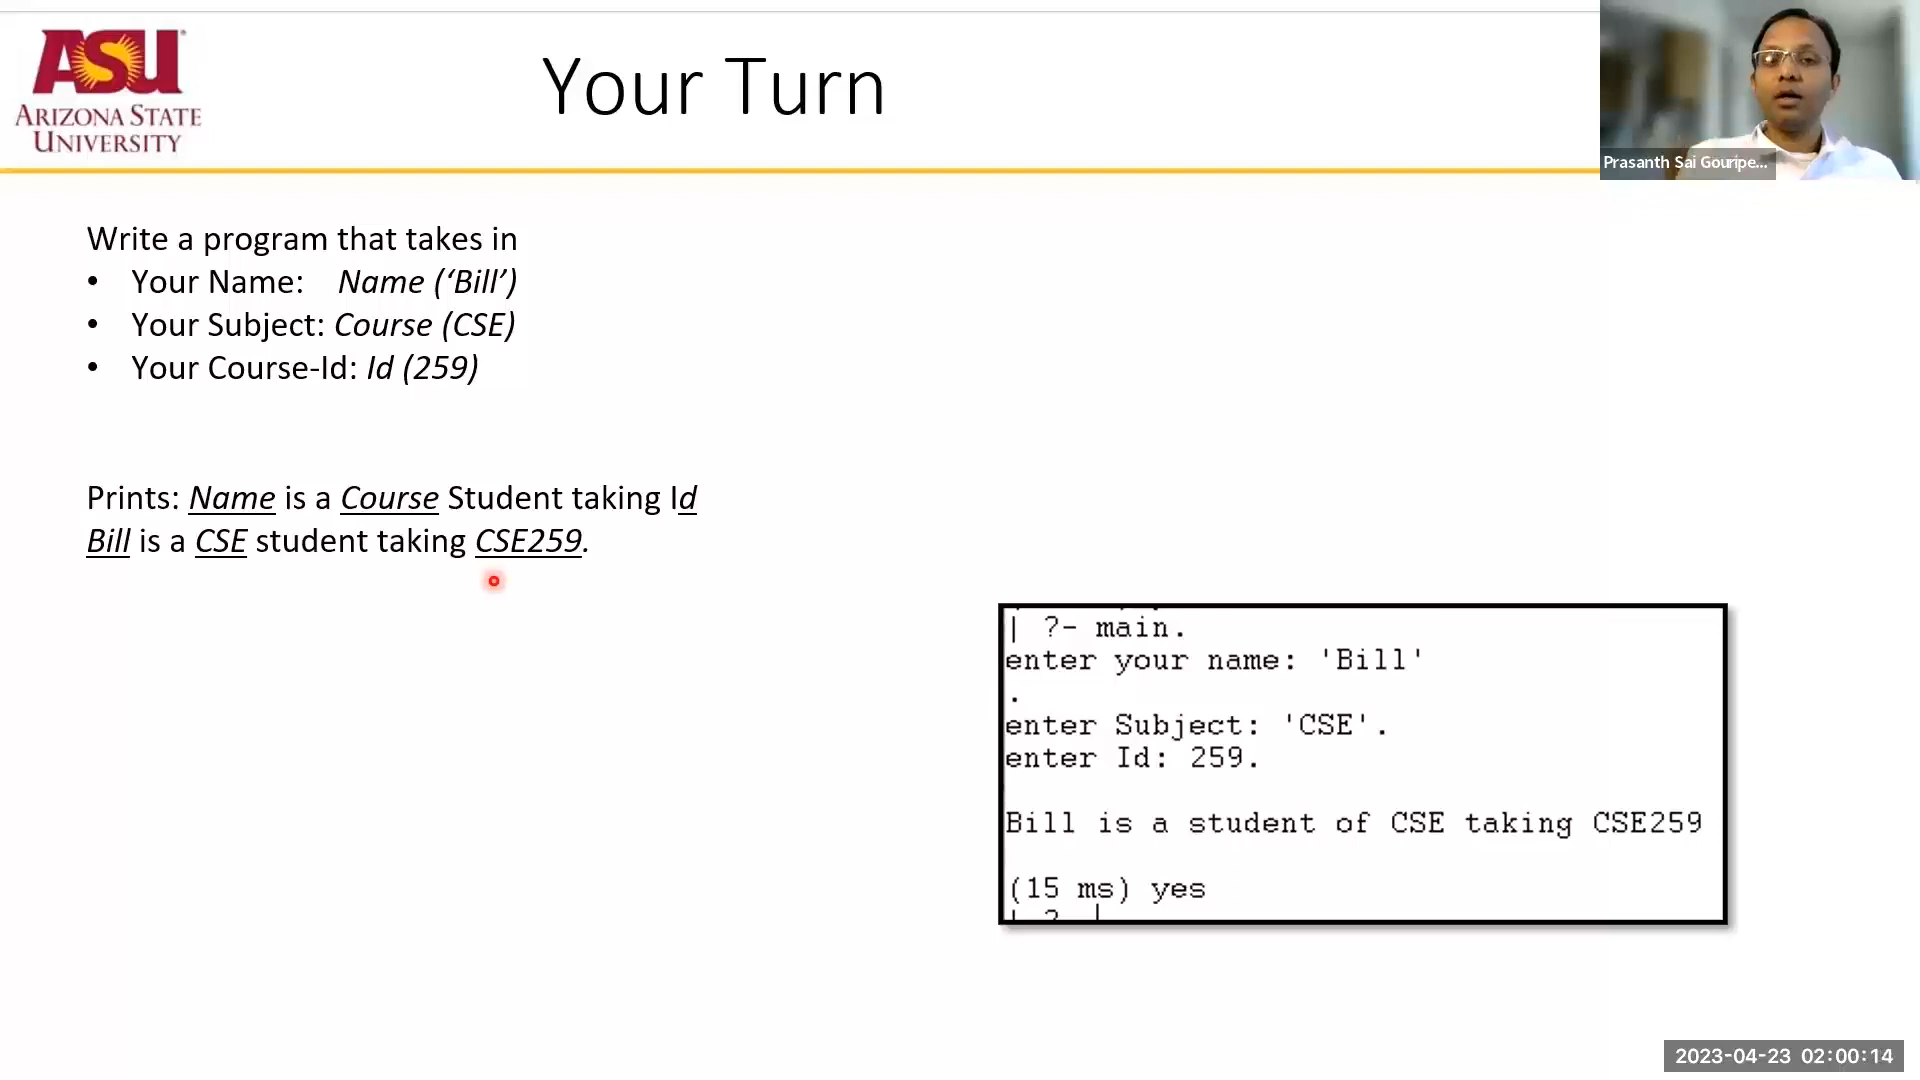 ASU
ARIZONA STATE
UNIVERSITY
Your Turn
Prasanth Sai Gouripe...
Write a program that takes in
• Your Name: Name (‘Bill’)
• Your Subject: Course (CSE)
• Your Course-Id: Id (259)
Prints: Name is a Course Student taking Id
Bill is a CSE student taking CSE259.
| ?- main.
enter your name: 'Bill'
.
enter Subject: 'CSE'.
enter Id: 259.
Bill is a student of CSE taking CSE259
(15 ms) yes
2023-04-23 02:00:14